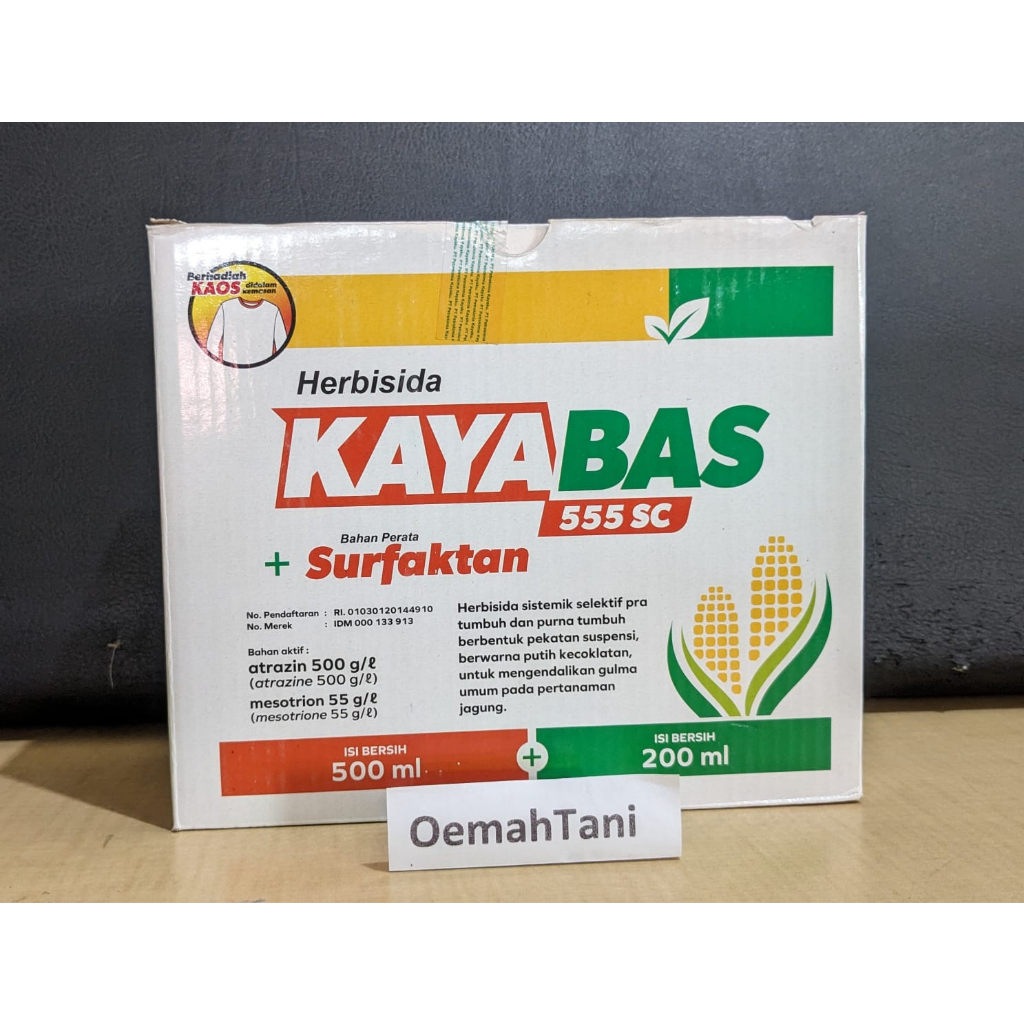 Berhadiah
KAOS didalam
kemasan
Herbisida
KAYABAS
555 SC
Bahan Perata
+ Surfaktan
No. Pendaftaran : RI. 01030120144910
No. Merek : IDM 000 133 913
Bahan aktif :
atrazin 500 g/ℓ
(atrazine 500 g/ℓ)
mesotrion 55 g/ℓ
(mesotrione 55 g/ℓ)
Herbisida sistemik selektif pra
tumbuh dan purna tumbuh
berbentuk pekatan suspensi,
berwarna putih kecoklatan,
untuk mengendalikan gulma
umum pada pertanaman
jagung.
ISI BERSIH
500 ml
+
ISI BERSIH
200 ml
OemahTani